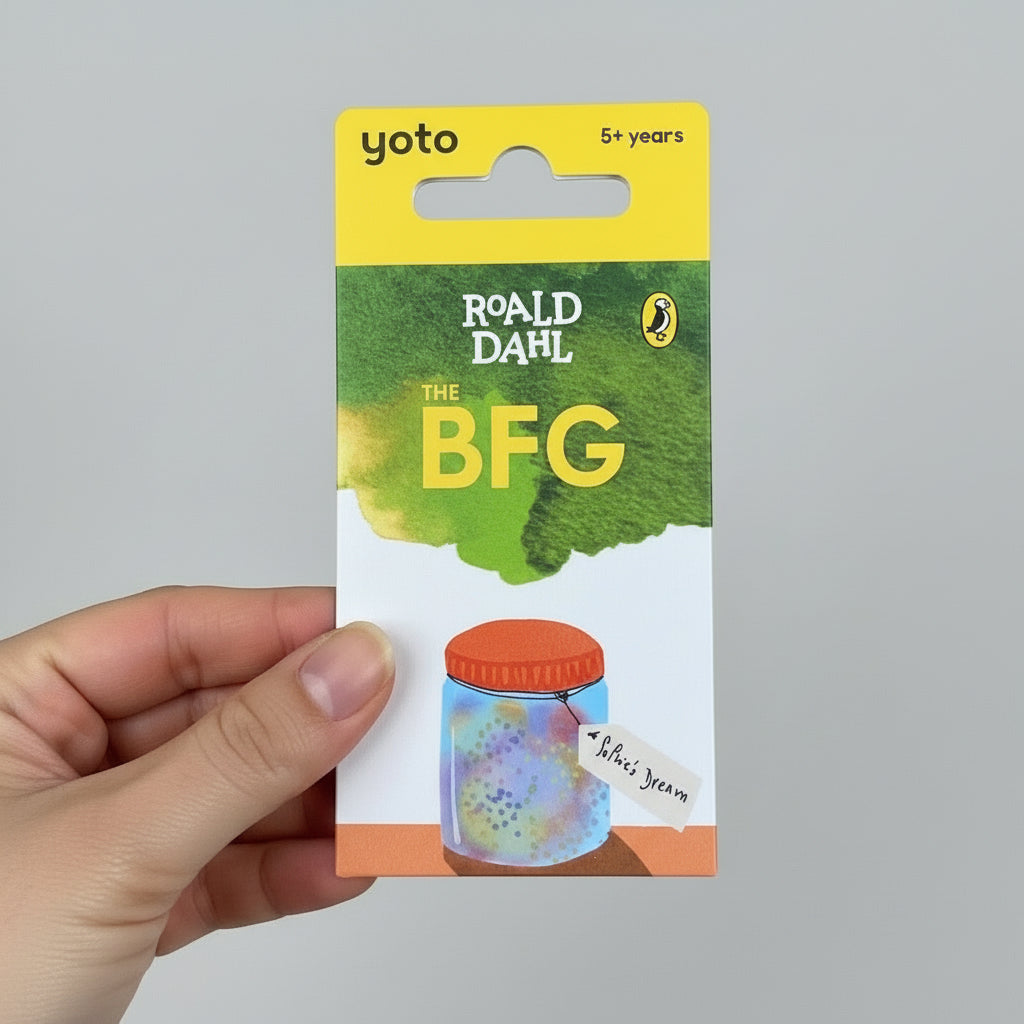 yoto
5+ years
ROALD
DAHL
THE
BFG
Sophie's Dream